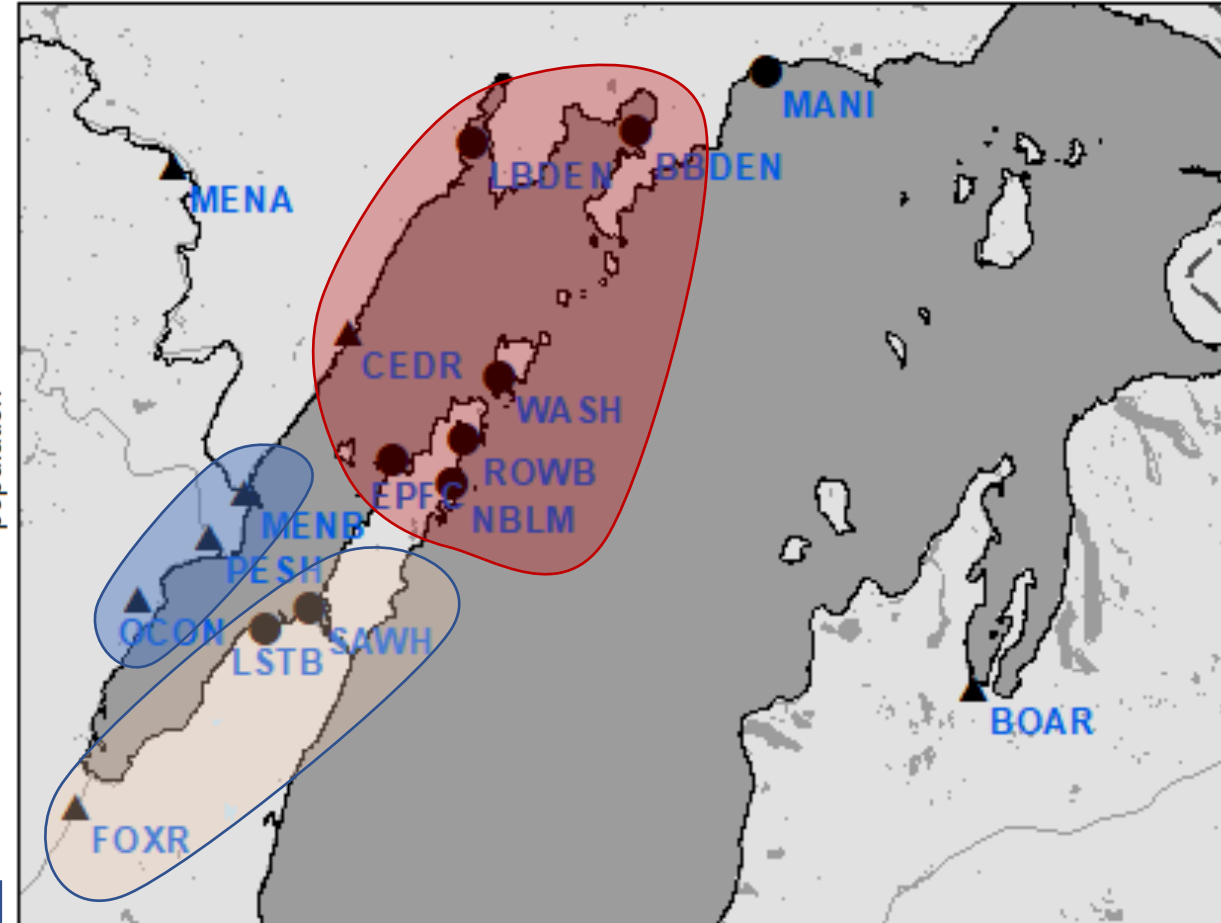 MANI
LBDEN
BBDEN
MENA
CEDR
WASH
ROWB
EPFC
NBLM
MENB
PESH
OCON
SAWH
LSTB
BOAR
FOXR